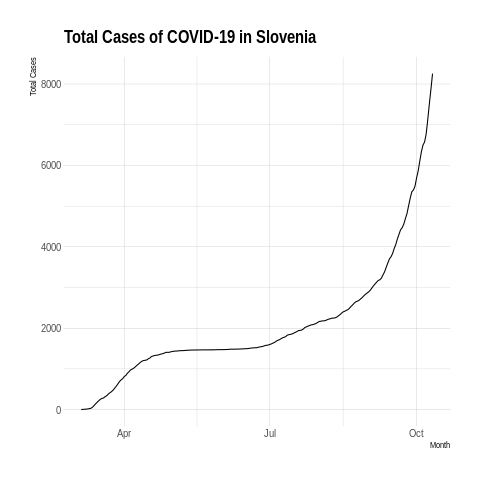 Total Cases of COVID-19 in Slovenia
Total Cases
8000
6000
4000
2000
0
Apr Jul Oct
Month